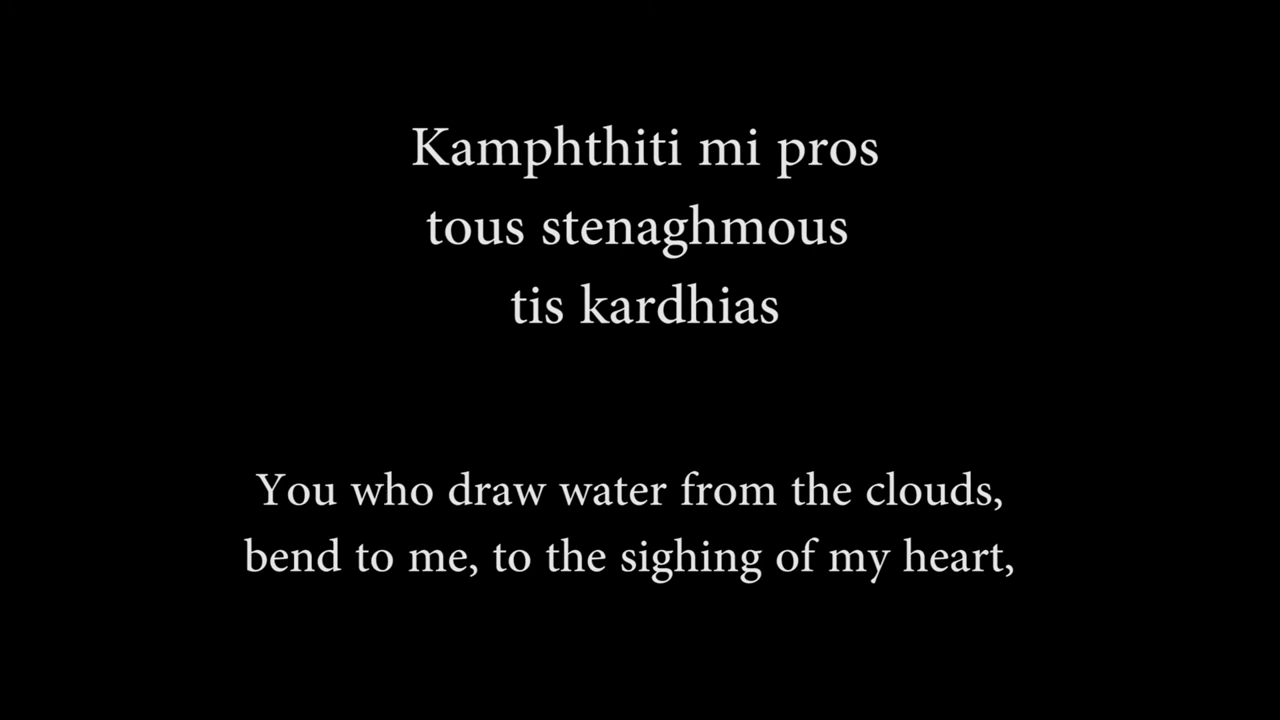 Kamphthiti mi pros
tous stenaghmous
tis kardhias
You who draw water from the clouds,
bend to me, to the sighing of my heart,